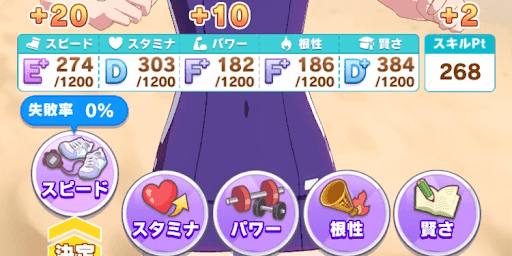 +20 +10 +2
スピード スタミナ パワー 根性 賢さ スキルPt
E+ 274 D 303 F+ 182 F+ 186 D+ 384 268
/1200 /1200 /1200 /1200 /1200
失敗率 0%
スピード スタミナ パワー 根性 賢さ
決定